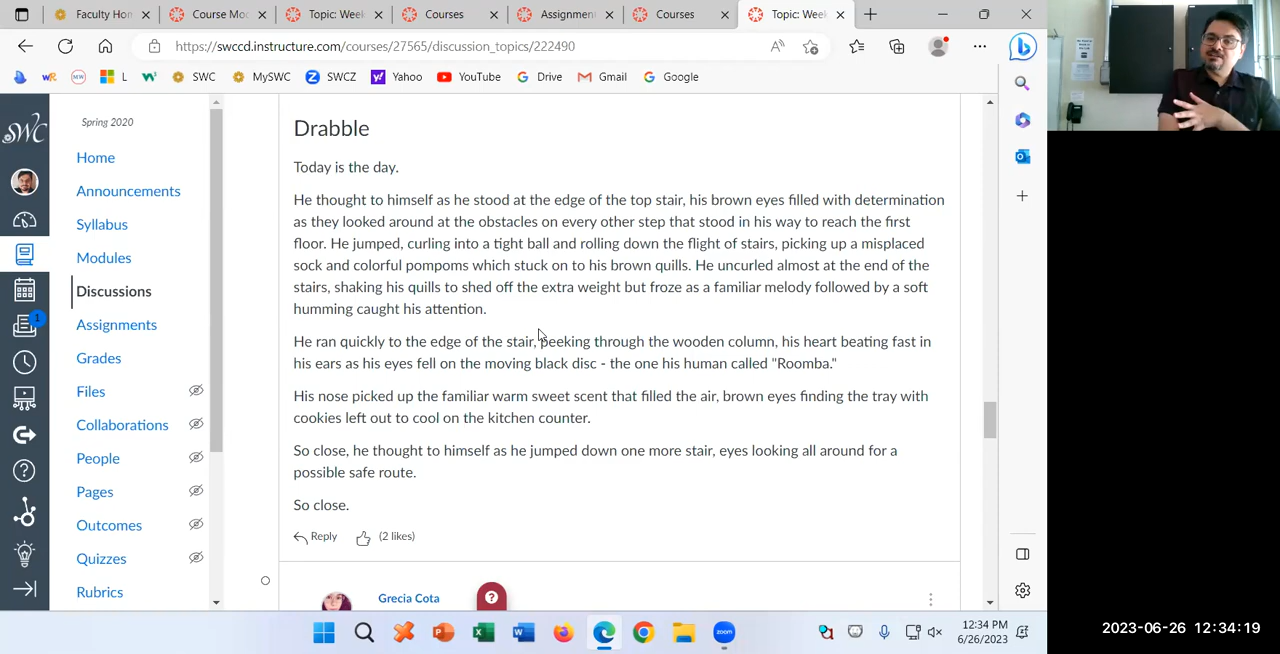 Faculty Hom
Course Mod
Topic: Week
Courses
Assignment
Courses
Topic: Week
https://swccd.instructure.com/courses/27565/discussion_topics/222490
L
SWC
MySWC
SWCZ
Yahoo
YouTube
Drive
Gmail
Google
SWC
Spring 2020
Home
Announcements
Syllabus
Modules
Discussions
Assignments
Grades
Files
Collaborations
People
Pages
Outcomes
Quizzes
Rubrics
1
Drabble
Today is the day.
He thought to himself as he stood at the edge of the top stair, his brown eyes filled with determination
as they looked around at the obstacles on every other step that stood in his way to reach the first
floor. He jumped, curling into a tight ball and rolling down the flight of stairs, picking up a misplaced
sock and colorful pompoms which stuck on to his brown quills. He uncurled almost at the end of the
stairs, shaking his quills to shed off the extra weight but froze as a familiar melody followed by a soft
humming caught his attention.
He ran quickly to the edge of the stair, peeking through the wooden column, his heart beating fast in
his ears as his eyes fell on the moving black disc - the one his human called "Roomba."
His nose picked up the familiar warm sweet scent that filled the air, brown eyes finding the tray with
cookies left out to cool on the kitchen counter.
So close, he thought to himself as he jumped down one more stair, eyes looking all around for a
possible safe route.
So close.
Reply (2 likes)
Grecia Cota
zoom
12:34 PM
6/26/2023
2023-06-26 12:34:19